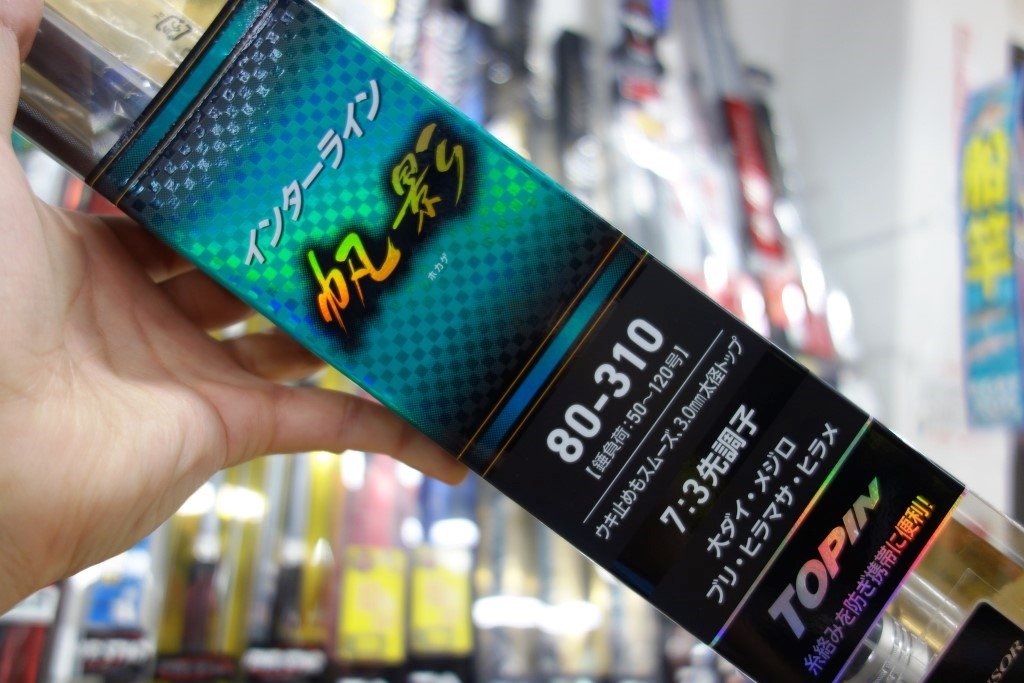 インターライン
帆影
ホカゲ
80-310
【錘負荷:50～120号】
ウキ止めもスムーズ、3.0mm太径トップ
7:3先調子
大ダイ・メジロ
ブリ・ヒラマサ・ヒラメ
TOPIN
糸絡みを防ぎ携帯に便利!
船竿